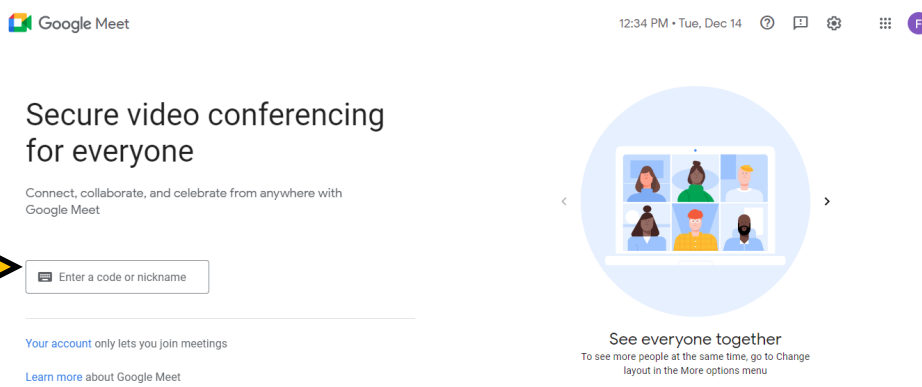 Google Meet
12:34 PM • Tue, Dec 14
F
Secure video conferencing
for everyone
Connect, collaborate, and celebrate from anywhere with
Google Meet
Enter a code or nickname
Your account only lets you join meetings
Learn more about Google Meet
See everyone together
To see more people at the same time, go to Change
layout in the More options menu